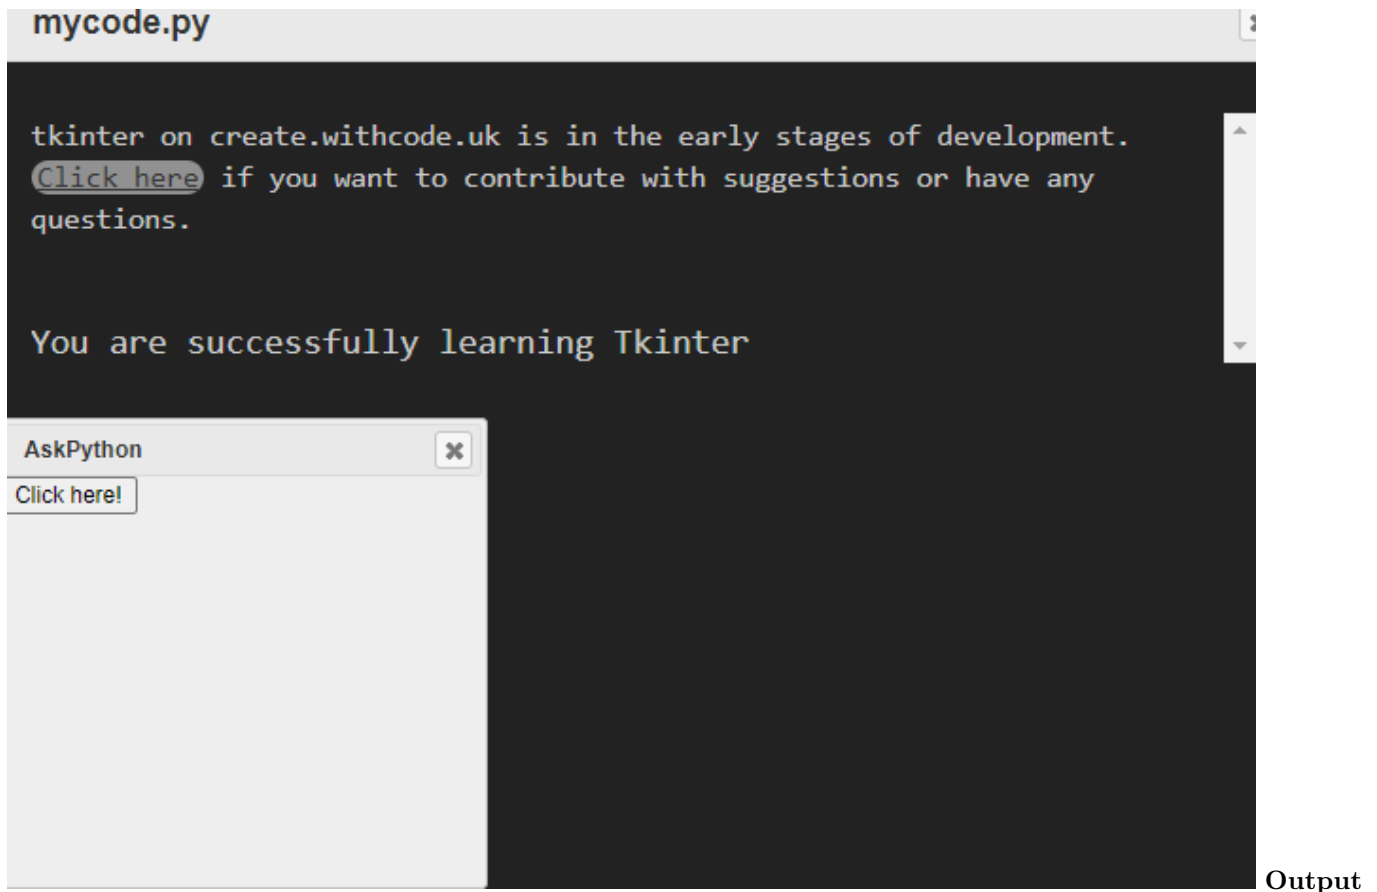 mycode.py
tkinter on create.withcode.uk is in the early stages of development.
Click here if you want to contribute with suggestions or have any
questions.
You are successfully learning Tkinter
AskPython
Click here!
Output